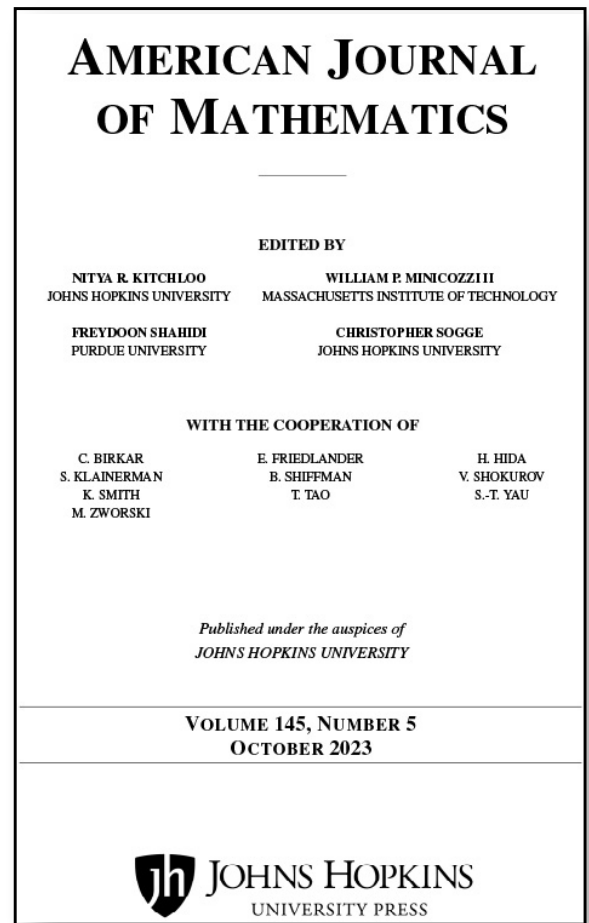 AMERICAN JOURNAL
OF MATHEMATICS
EDITED BY
NITYA R. KITCHLOO
JOHNS HOPKINS UNIVERSITY
WILLIAM P. MINICOZZI II
MASSACHUSETTS INSTITUTE OF TECHNOLOGY
FREYDOON SHAHIDI
PURDUE UNIVERSITY
CHRISTOPHER SOGGE
JOHNS HOPKINS UNIVERSITY
WITH THE COOPERATION OF
C. BIRKAR E. FRIEDLANDER H. HIDA
S. KLAINERMAN B. SHIFFMAN V. SHOKUROV
K. SMITH T. TAO S.-T. YAU
M. ZWORSKI
Published under the auspices of
JOHNS HOPKINS UNIVERSITY
VOLUME 145, NUMBER 5
OCTOBER 2023
jh JOHNS HOPKINS
UNIVERSITY PRESS